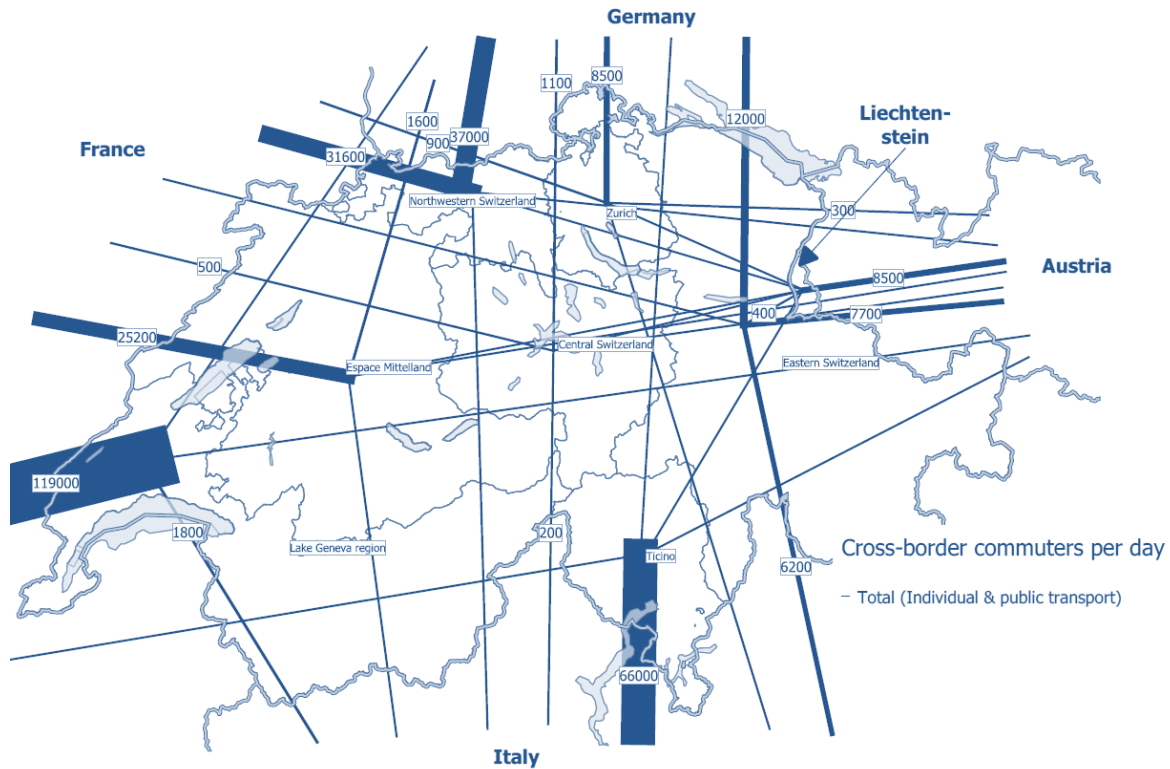 Germany
1100
8500
1600
37000
900
12000
Liechten-
stein
France
31600
Northwestern Switzerland
Zurich
300
500
Austria
8500
400
7700
25200
Central Switzerland
Espace Mittelland
Eastern Switzerland
119000
1800
200
Lake Geneva region
Ticino
6200
Cross-border commuters per day
– Total (Individual & public transport)
66000
Italy